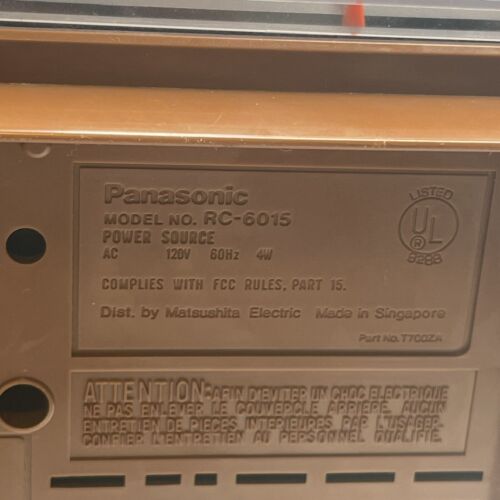 Panasonic
MODEL NO. RC-6015
POWER SOURCE
AC 120V 60Hz 4W
COMPLIES WITH FCC RULES, PART 15.
Dist. by Matsushita Electric Made in Singapore
Part No. T700ZA
LISTED
UL
®
828B
ATTENTION: AFIN D'EVITER UN CHOC ELECTRIQUE
NE PAS ENLEVER LE COUVERCLE ARRIERE. AUCUN
ENTRETIEN DE PIECES INTERIEURES PAR L'USAGER-
CONFIER L'ENTRETIEN AU PERSONNEL QUALIFIE.